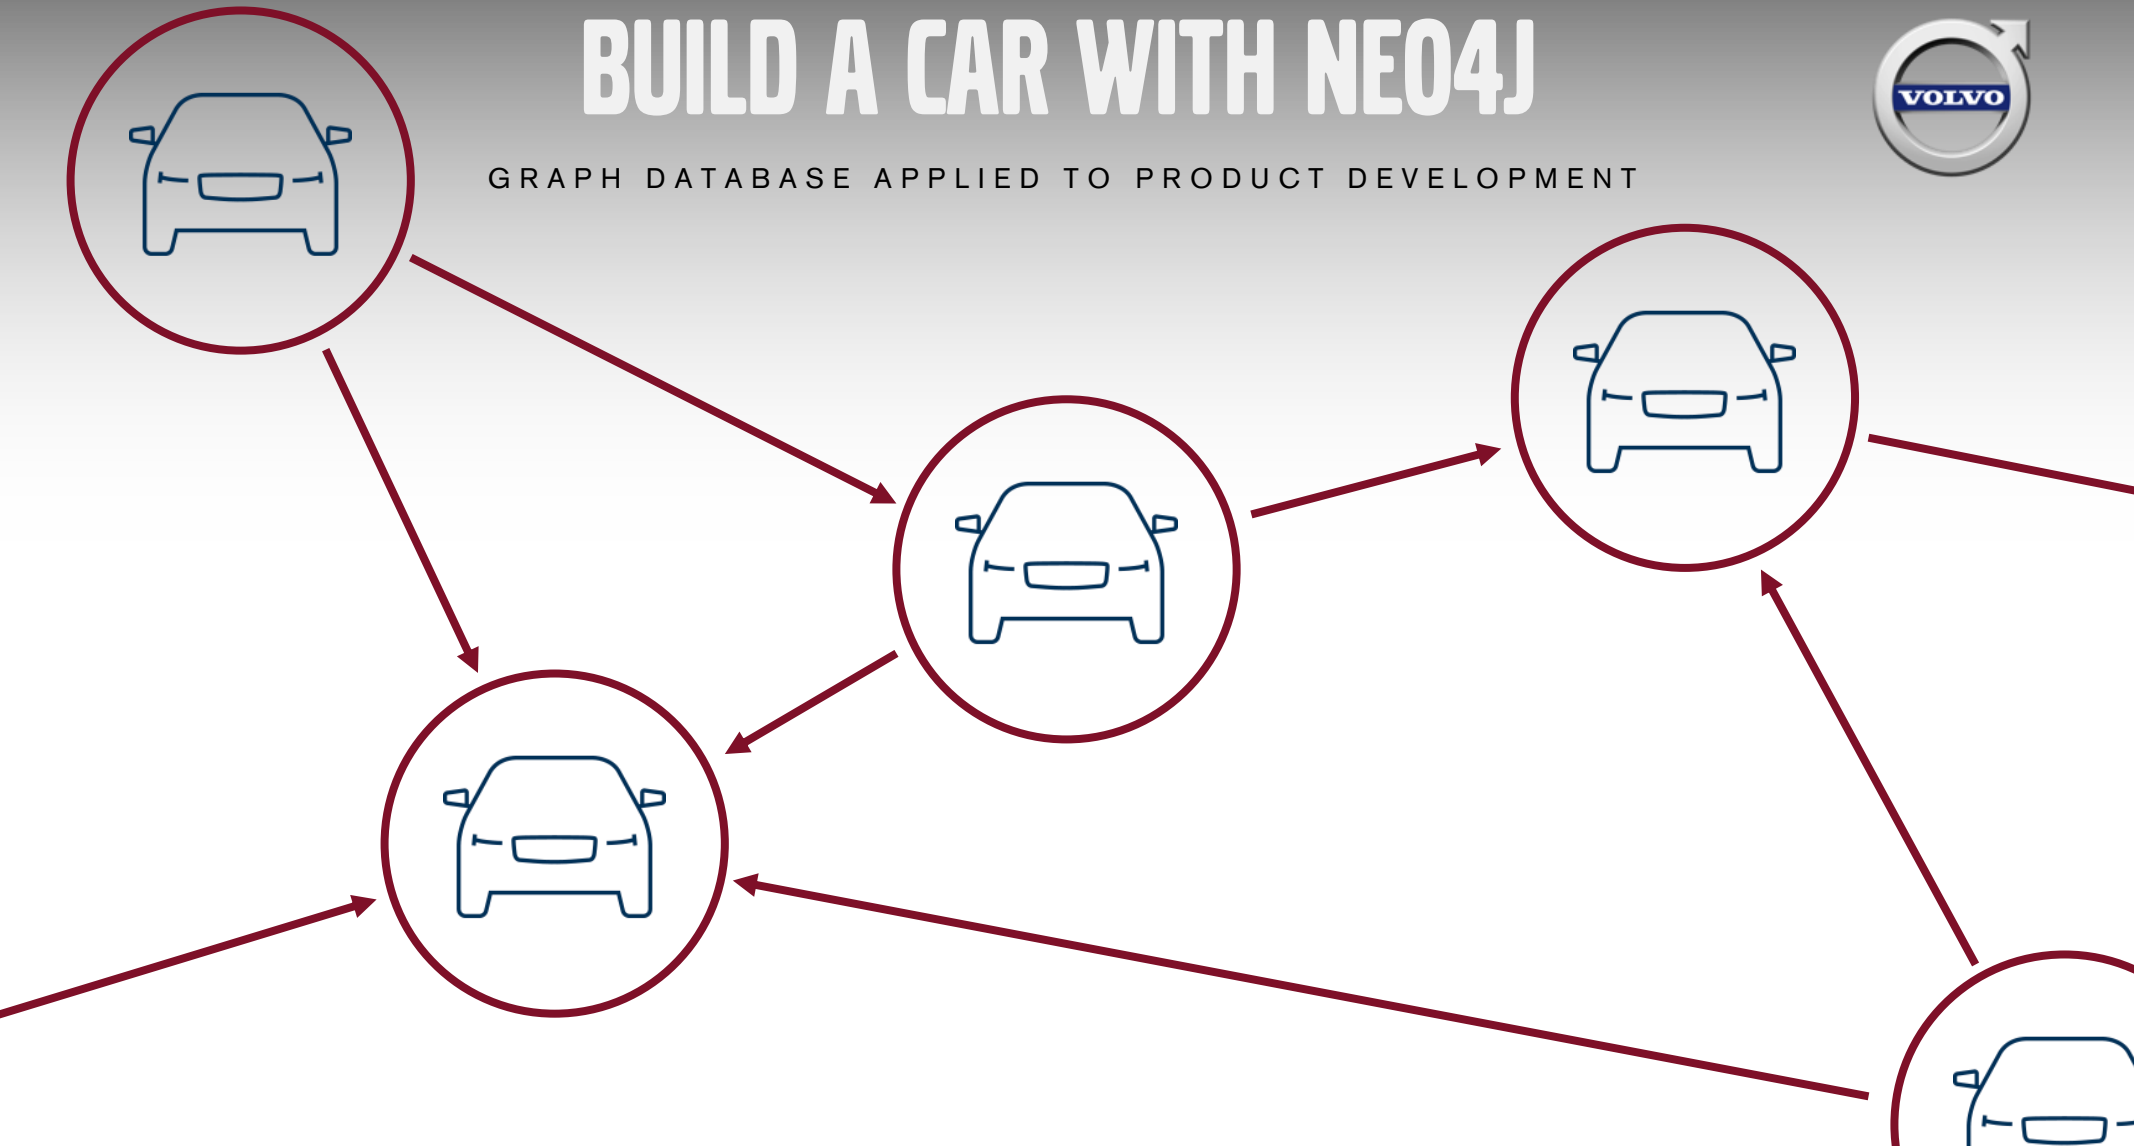 BUILD A CAR WITH NEO4J
GRAPH DATABASE APPLIED TO PRODUCT DEVELOPMENT
VOLVO